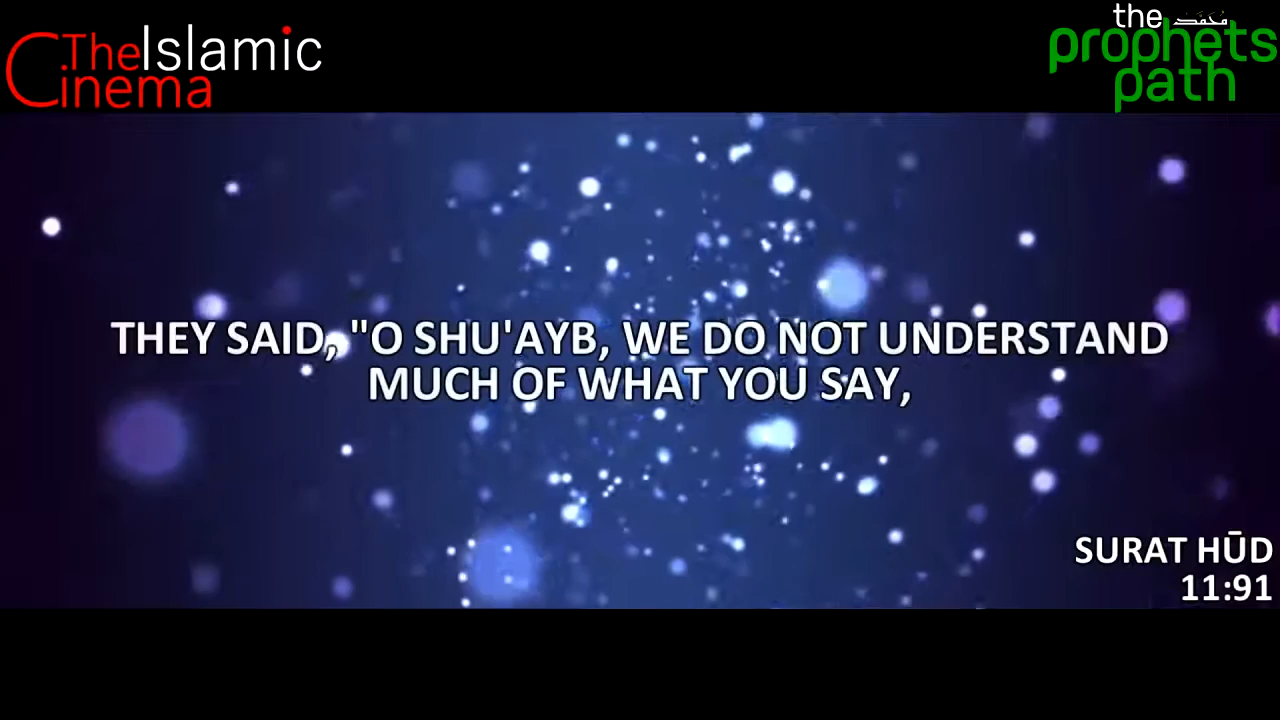 TheIslamic
Cinema
the محمد
prophets
path
THEY SAID, "O SHU'AYB, WE DO NOT UNDERSTAND
MUCH OF WHAT YOU SAY,
SURAT HŪD
11:91